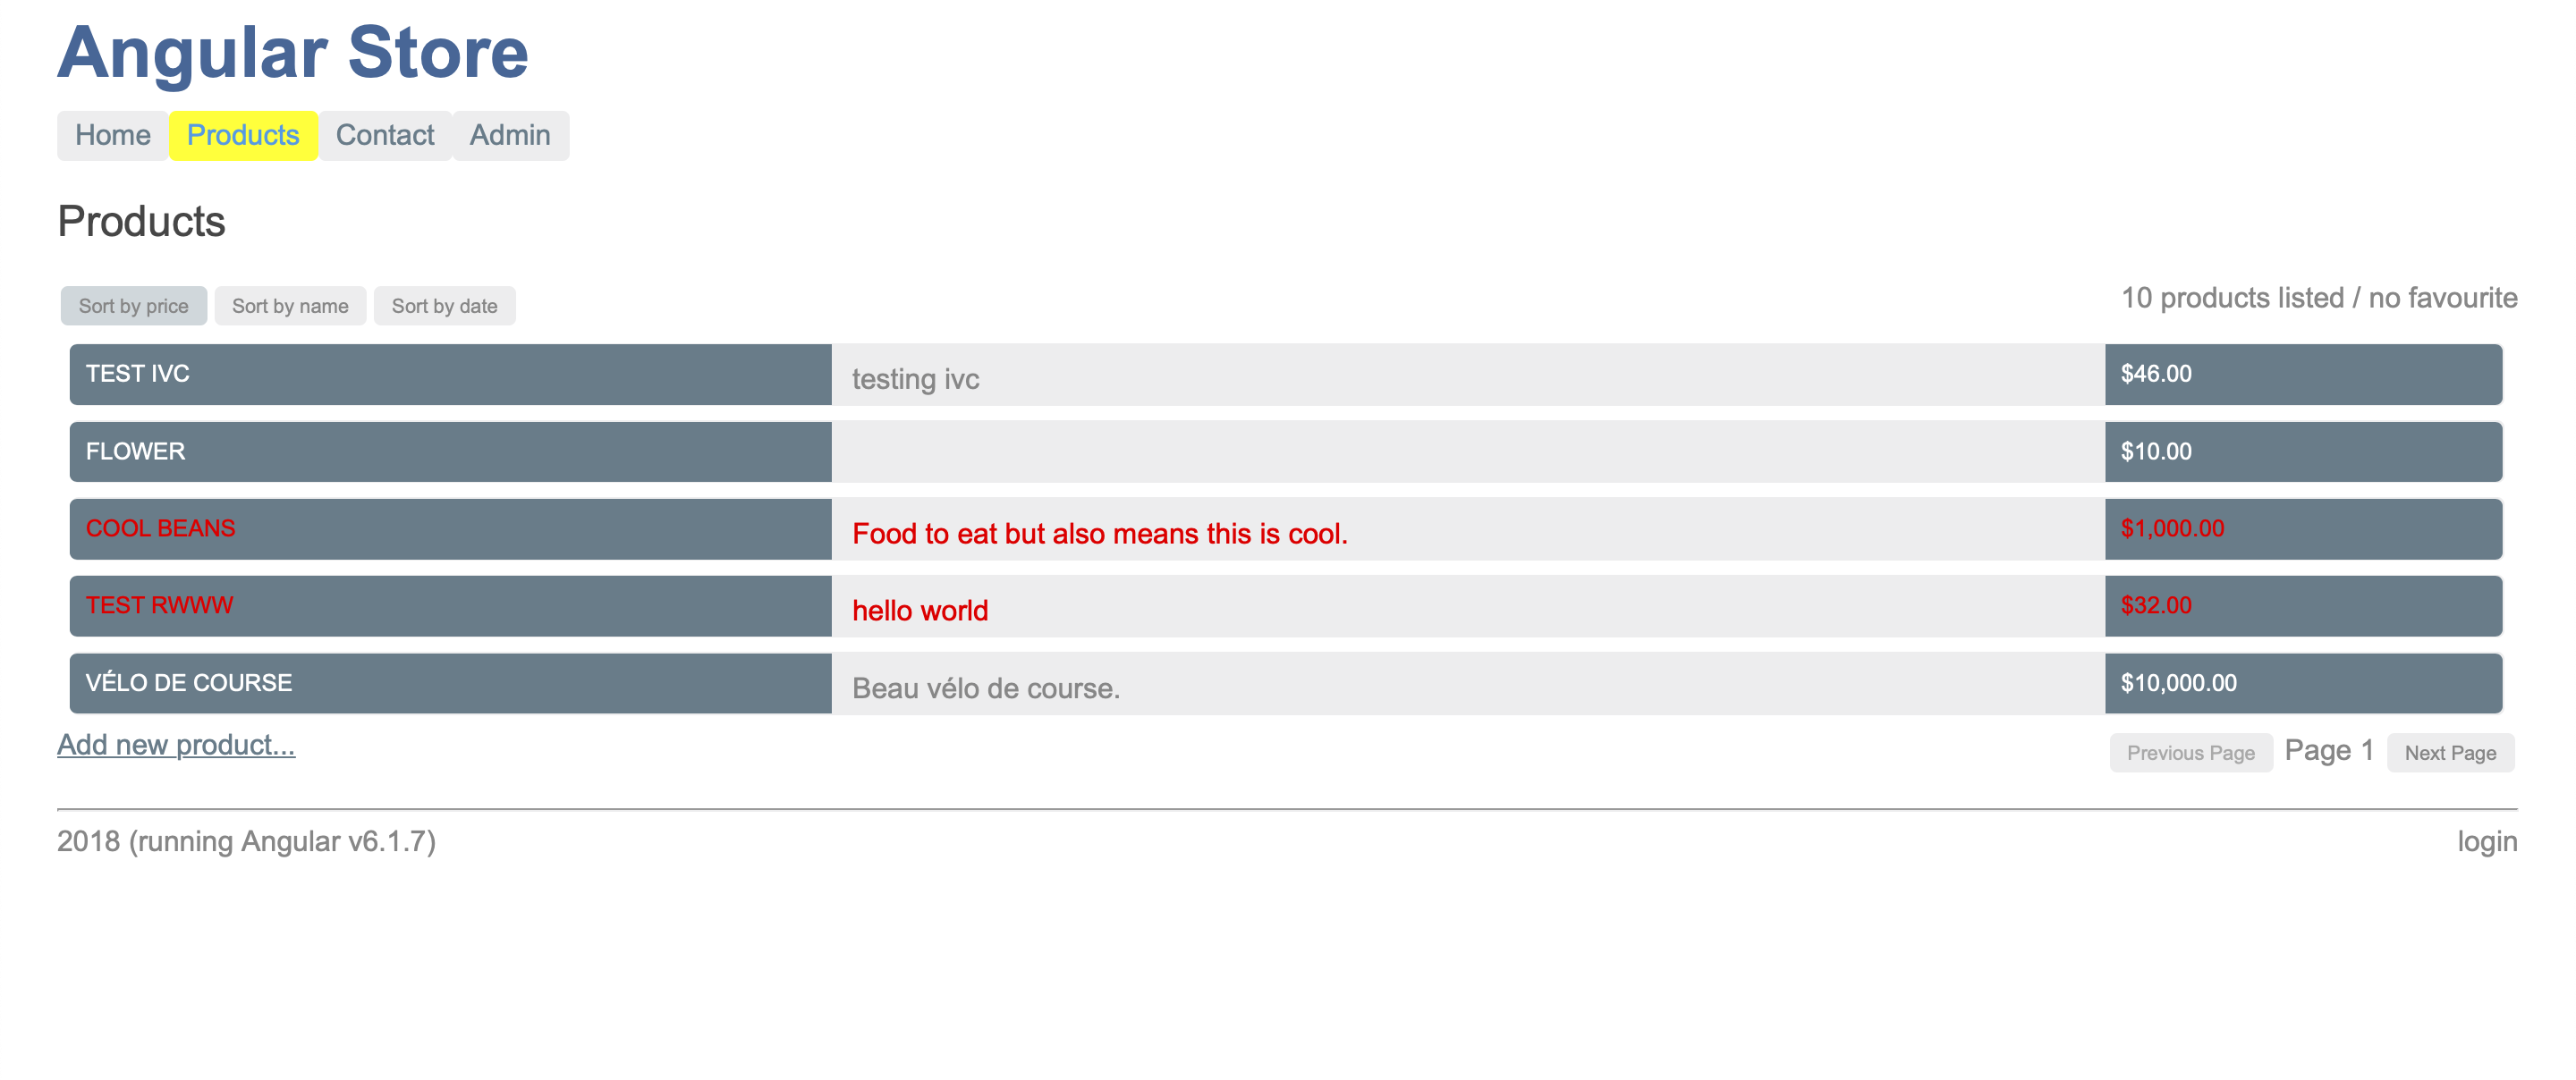 Angular Store
Home Products Contact Admin
Products
Sort by price Sort by name Sort by date 10 products listed / no favourite
TEST IVC testing ivc $46.00
FLOWER $10.00
COOL BEANS Food to eat but also means this is cool. $1,000.00
TEST RWWW hello world $32.00
VÉLO DE COURSE Beau vélo de course. $10,000.00
Add new product... Previous Page Page 1 Next Page
2018 (running Angular v6.1.7) login